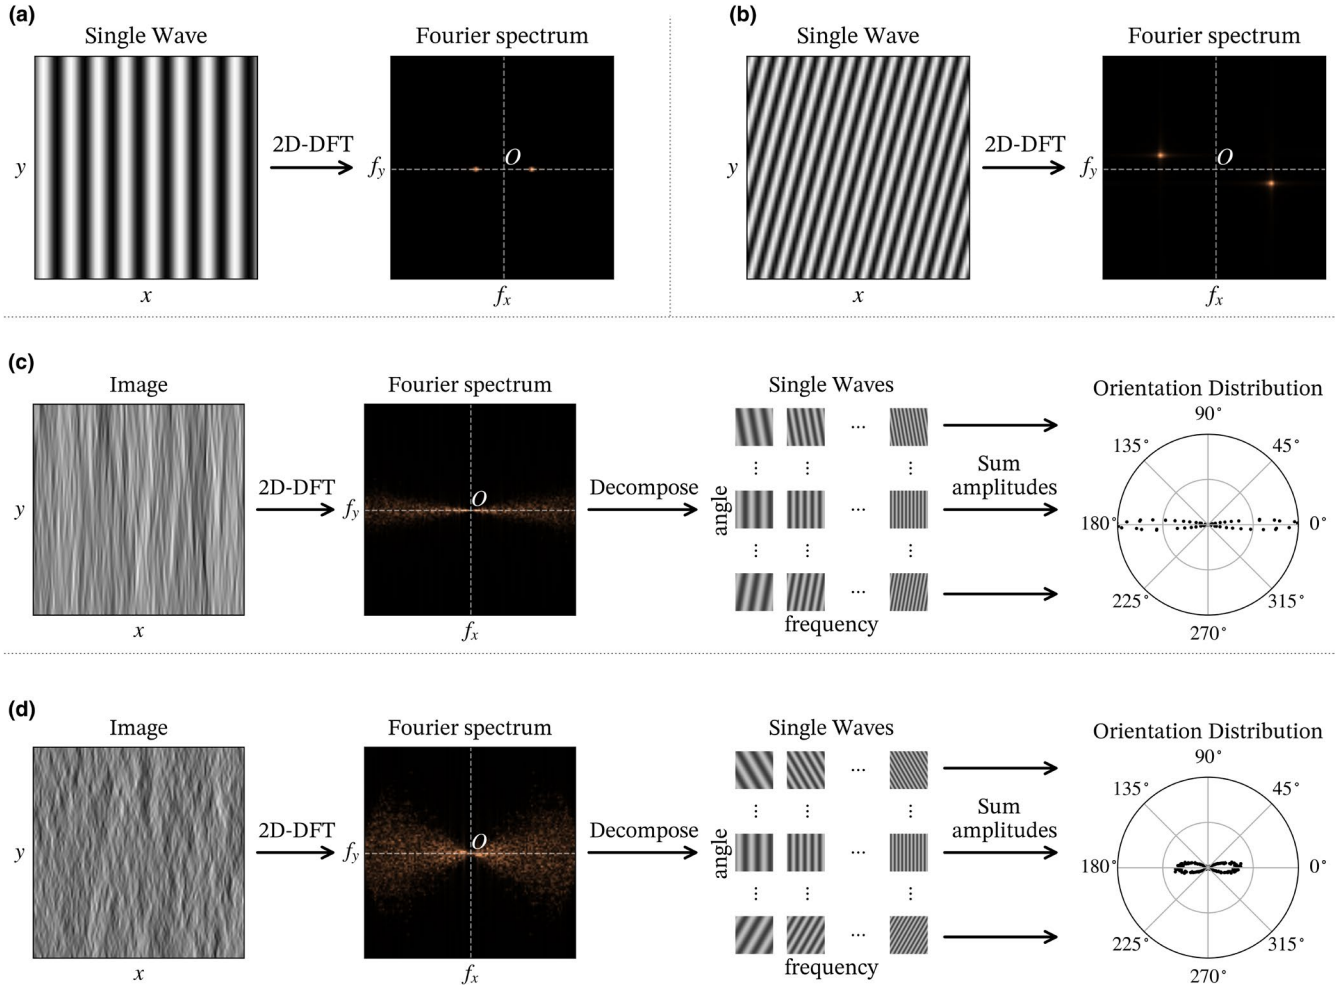 (a)
Single Wave
Fourier spectrum
y
2D-DFT
f_y
O
x
f_x
(b)
Single Wave
Fourier spectrum
y
2D-DFT
f_y
O
x
f_x
(c)
Image
Fourier spectrum
Single Waves
Orientation Distribution
y
2D-DFT
f_y
O
Decompose
angle
...
⋮ ⋮ ⋮
...
⋮ ⋮ ⋮
...
Sum
amplitudes
90°
135° 45°
180° 0°
225° 315°
270°
x
f_x
frequency
(d)
Image
Fourier spectrum
Single Waves
Orientation Distribution
y
2D-DFT
f_y
O
Decompose
angle
...
⋮ ⋮ ⋮
...
⋮ ⋮ ⋮
...
Sum
amplitudes
90°
135° 45°
180° 0°
225° 315°
270°
x
f_x
frequency